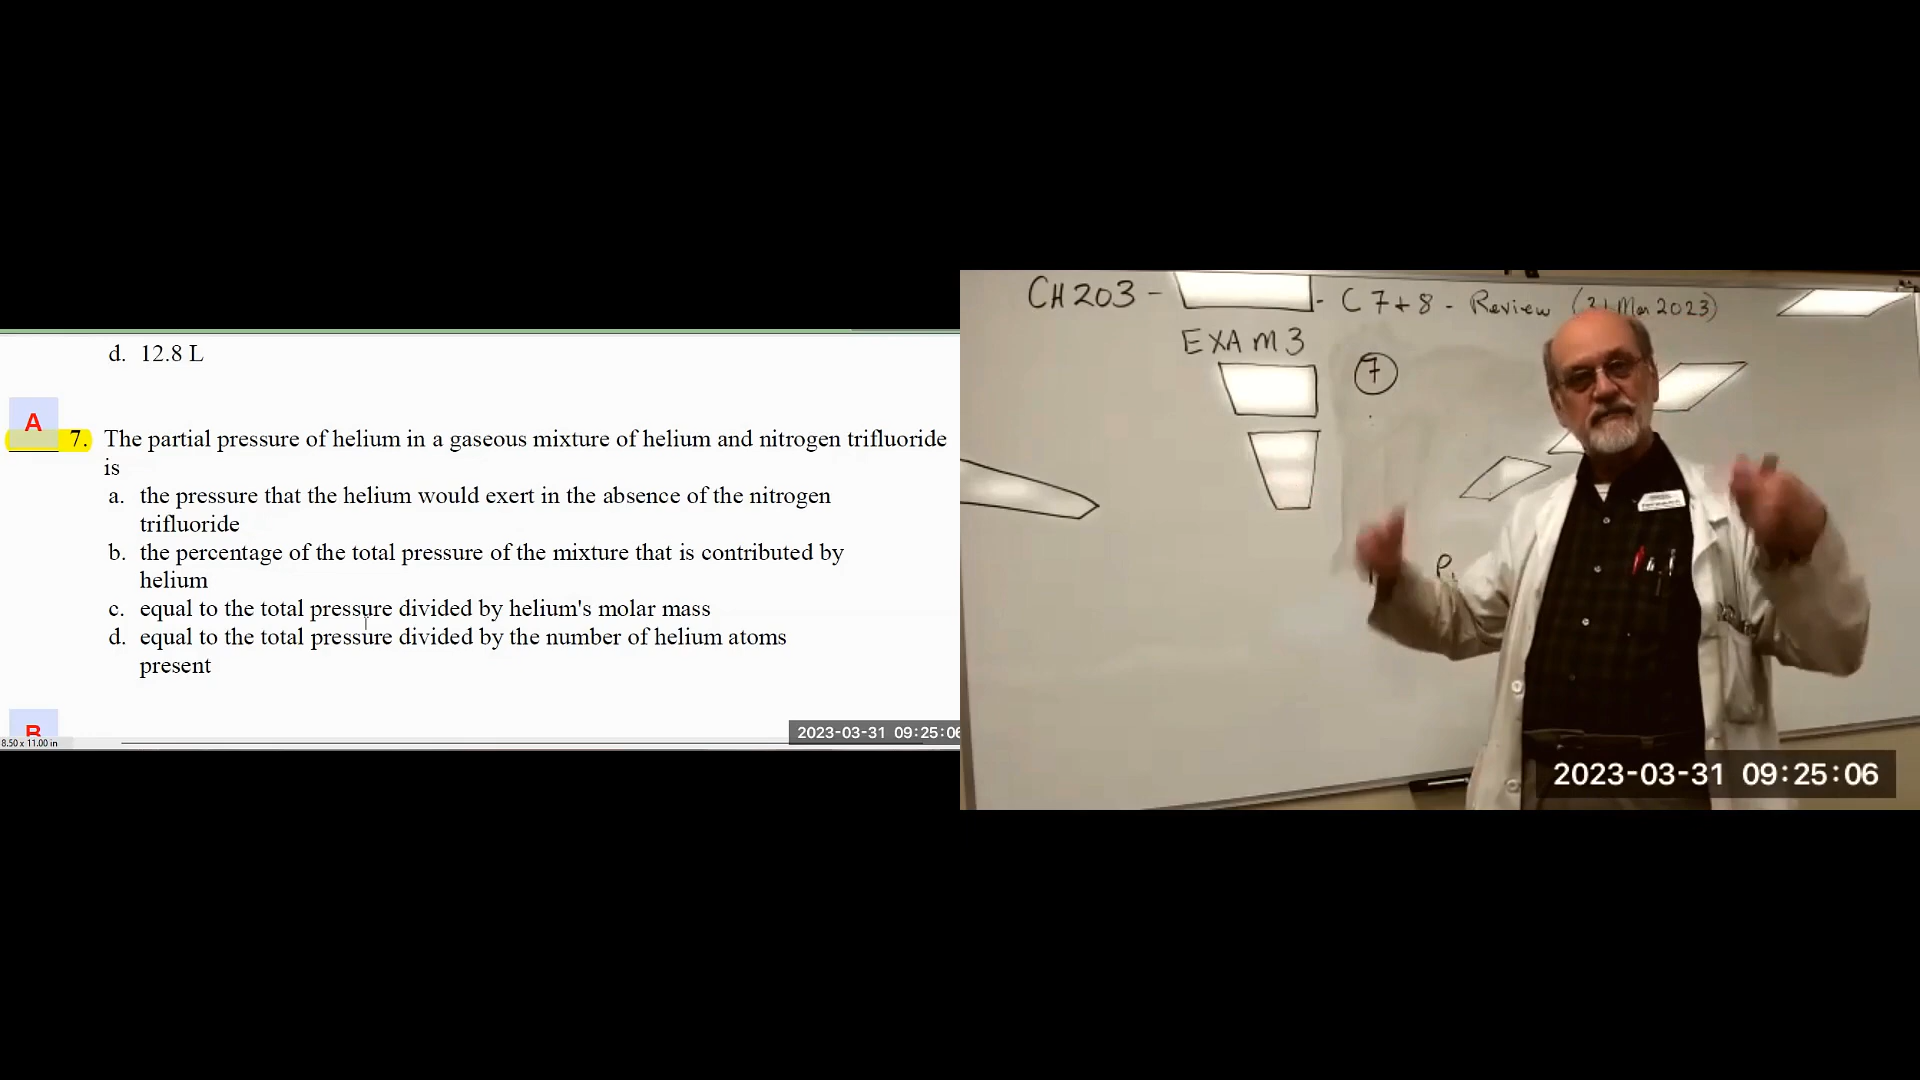 d. 12.8 L
A
7. The partial pressure of helium in a gaseous mixture of helium and nitrogen trifluoride
is
a. the pressure that the helium would exert in the absence of the nitrogen
trifluoride
b. the percentage of the total pressure of the mixture that is contributed by
helium
c. equal to the total pressure divided by helium's molar mass
d. equal to the total pressure divided by the number of helium atoms
present
B
8.50 x 11.00 in
2023-03-31 09:25:06
CH203 - - C 7+8 - Review (31 Mar 2023)
EXAM 3
7
P
2023-03-31 09:25:06